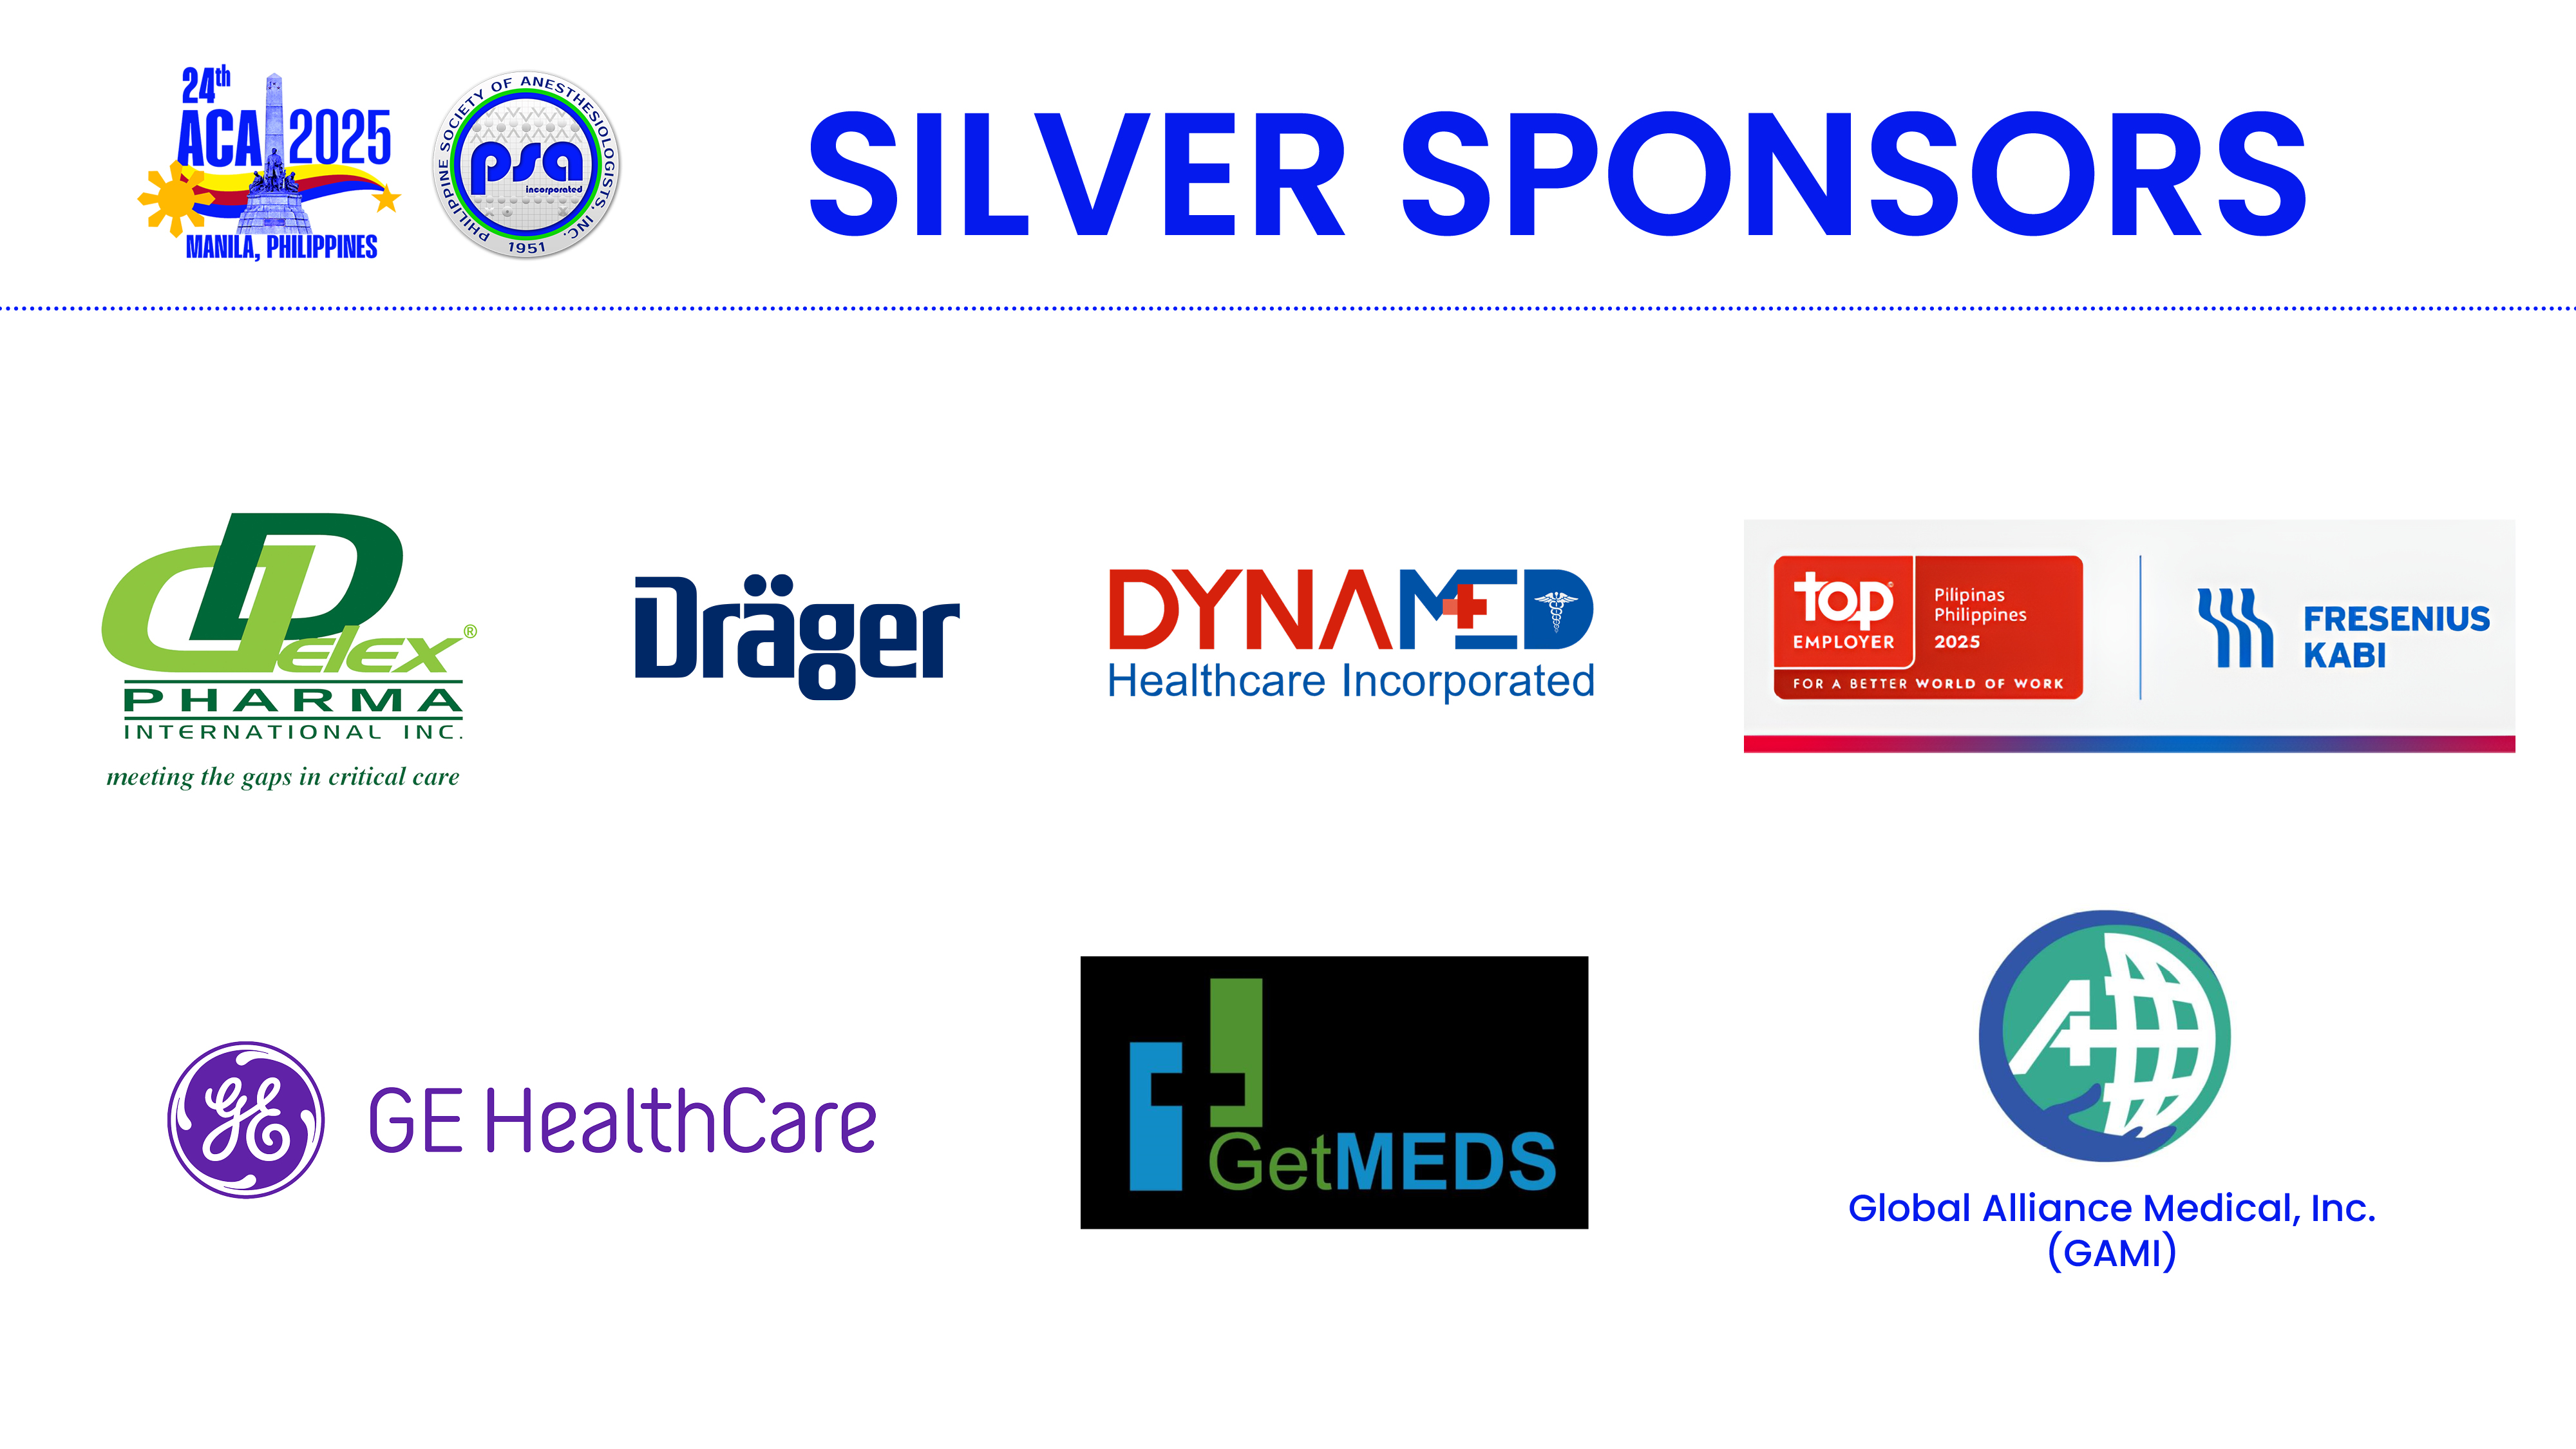 24th
ACA 2025
MANILA, PHILIPPINES
PHILIPPINE SOCIETY OF ANESTHESIOLOGISTS, INC.
psa
incorporated
1951
SILVER SPONSORS
Delex®
PHARMA
INTERNATIONAL INC.
meeting the gaps in critical care
Dräger
DYNAMED
Healthcare Incorporated
top
EMPLOYER
Pilipinas
Philippines
2025
FOR A BETTER WORLD OF WORK
FRESENIUS
KABI
GE
GE HealthCare
GetMEDS
A
Global Alliance Medical, Inc.
(GAMI)